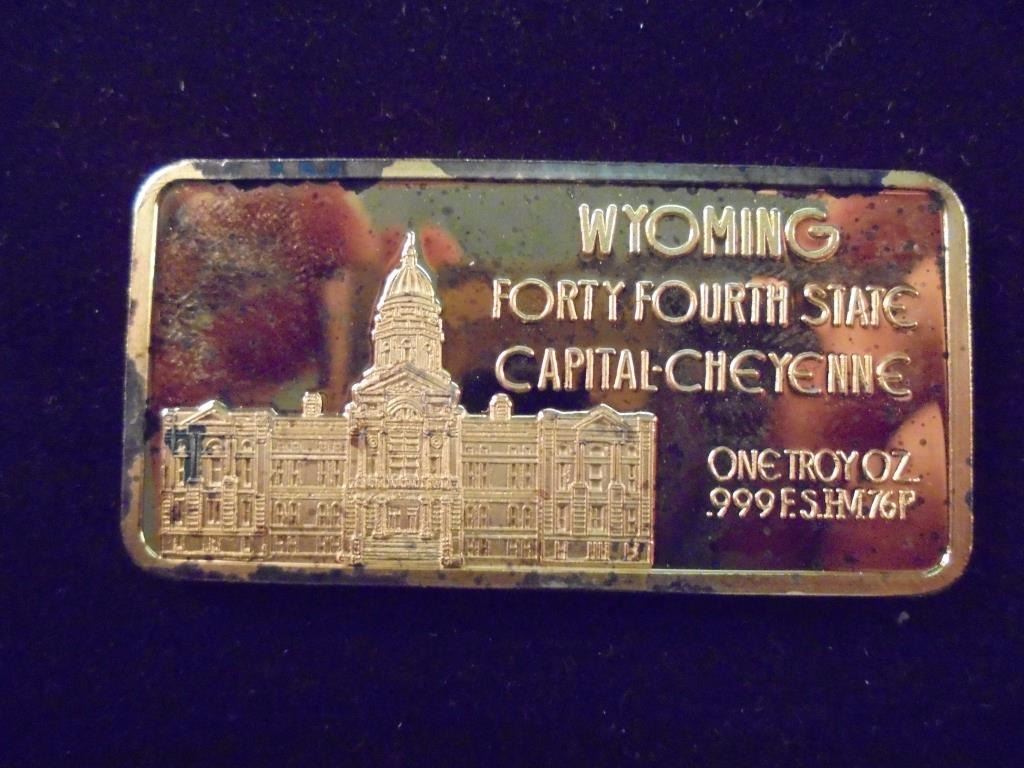 WYOMING
FORTY FOURTH STATE
CAPITAL-CHEYENNE
ONE TROY OZ.
.999 F.S.HM.76P